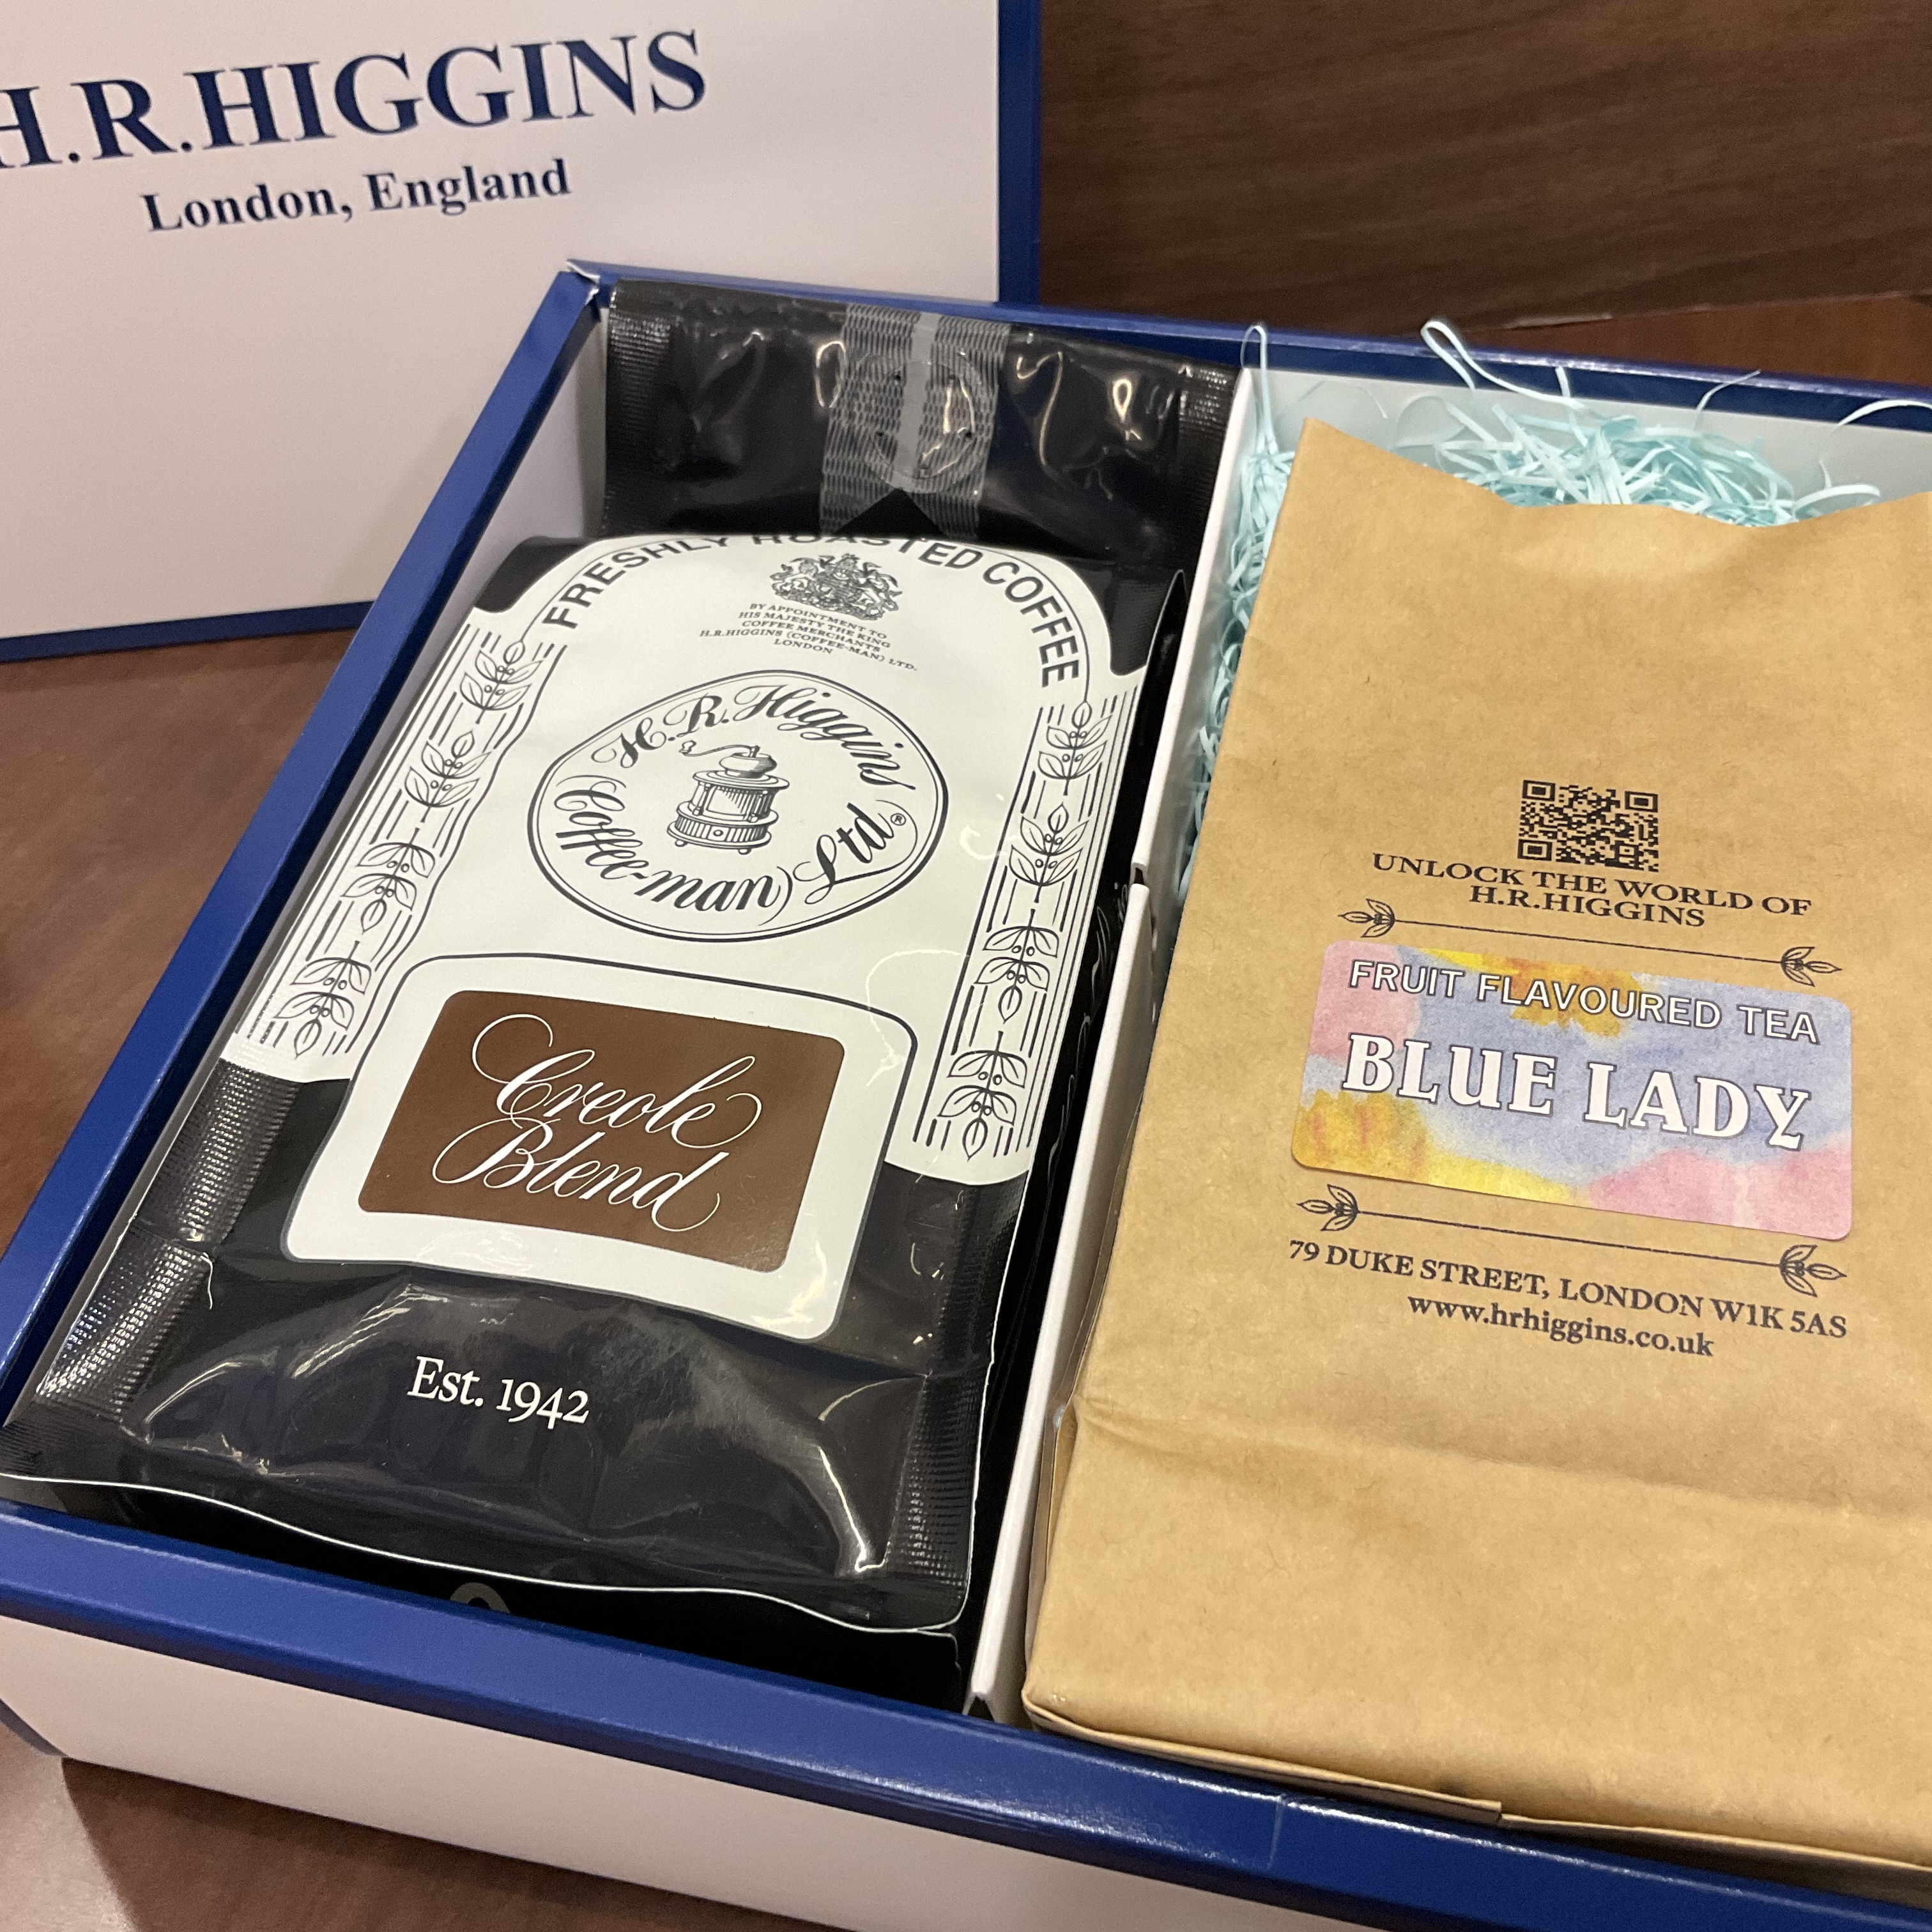 H.R.HIGGINS
London, England
FRESHLY ROASTED COFFEE
BY APPOINTMENT TO
HIS MAJESTY THE KING
COFFEE MERCHANTS
H.R.HIGGINS (COFFEE-MAN) LTD.
LONDON
H.R.Higgins
(Coffee-man) Ltd®
Creole
Blend
Est. 1942
UNLOCK THE WORLD OF
H.R.HIGGINS
FRUIT FLAVOURED TEA
BLUE LADY
79 DUKE STREET, LONDON W1K 5AS
www.hrhiggins.co.uk